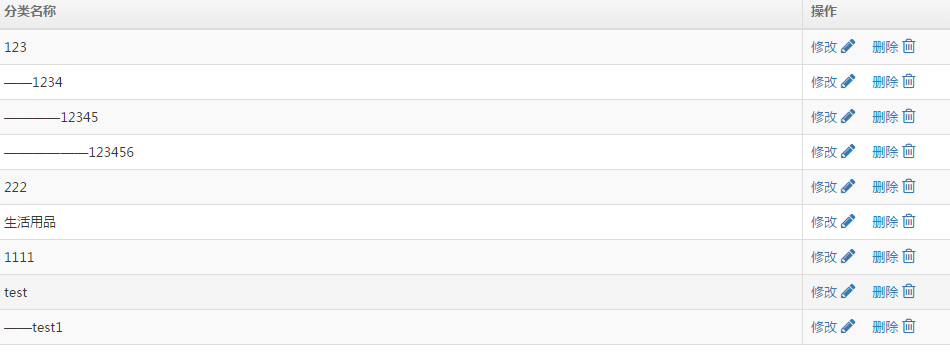 分类名称 操作
123 修改 删除
——1234 修改 删除
————12345 修改 删除
——————123456 修改 删除
222 修改 删除
生活用品 修改 删除
1111 修改 删除
test 修改 删除
——test1 修改 删除